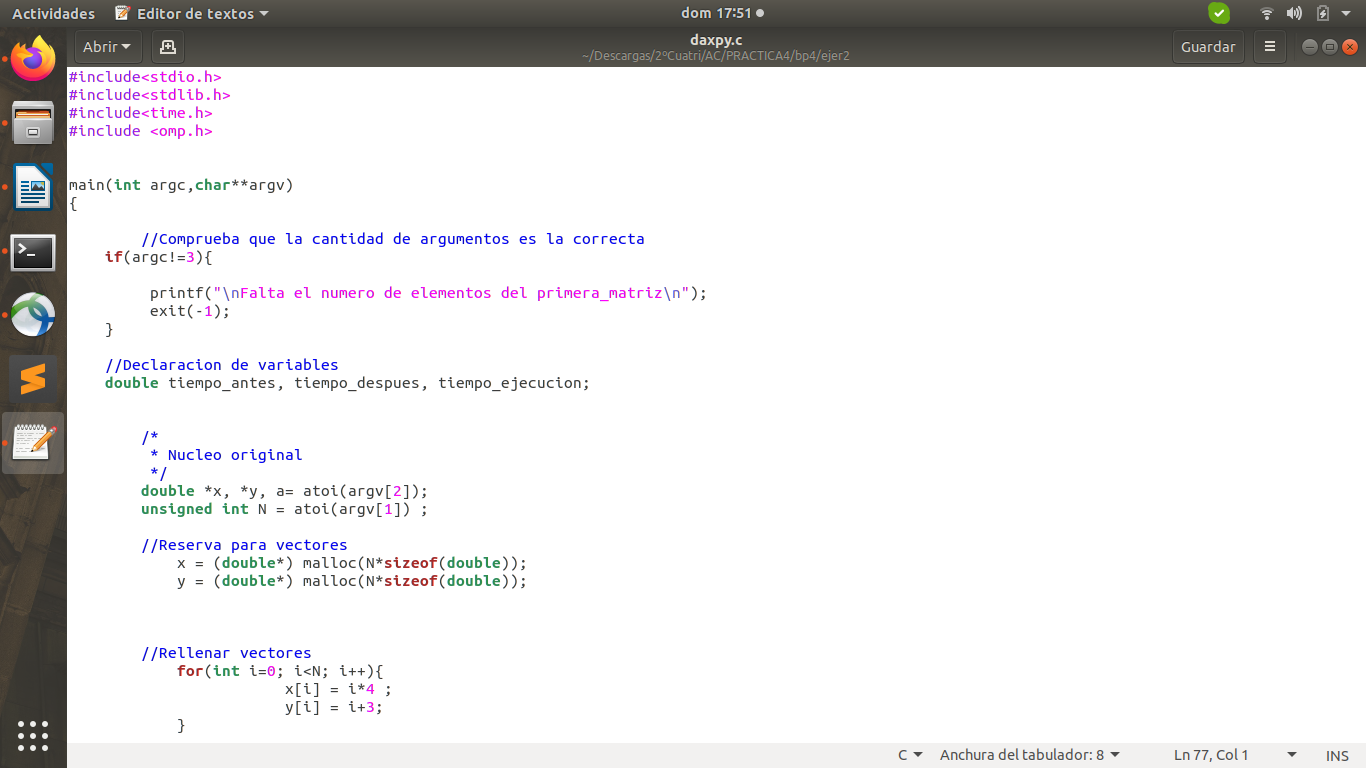 Actividades Editor de textos dom 17:51
Abrir daxpy.c Guardar
~/Descargas/2ºCuatri/AC/PRACTICA4/bp4/ejer2
#include<stdio.h>
#include<stdlib.h>
#include<time.h>
#include <omp.h>
main(int argc,char**argv)
{
//Comprueba que la cantidad de argumentos es la correcta
if(argc!=3){
printf("\nFalta el numero de elementos del primera_matriz\n");
exit(-1);
}
//Declaracion de variables
double tiempo_antes, tiempo_despues, tiempo_ejecucion;
/*
* Nucleo original
*/
double *x, *y, a= atoi(argv[2]);
unsigned int N = atoi(argv[1]) ;
//Reserva para vectores
x = (double*) malloc(N*sizeof(double));
y = (double*) malloc(N*sizeof(double));
//Rellenar vectores
for(int i=0; i<N; i++){
x[i] = i*4 ;
y[i] = i+3;
}
C Anchura del tabulador: 8 Ln 77, Col 1 INS